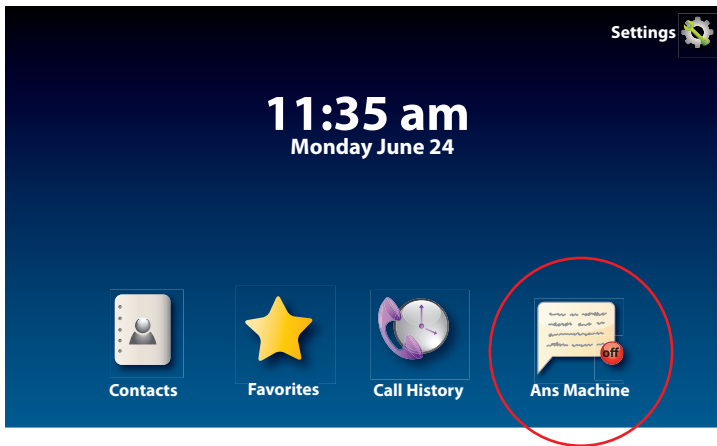 Settings
11:35 am
Monday June 24
off
Contacts
Favorites
Call History
Ans Machine